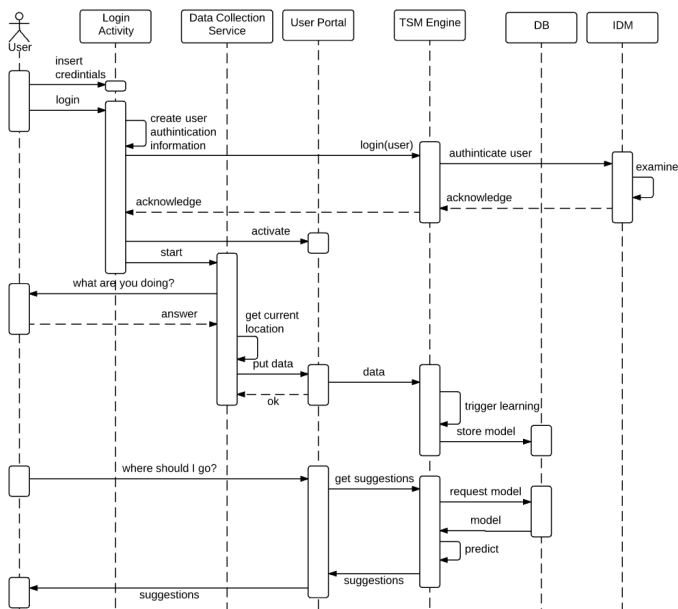 User
Login
Activity
Data Collection
Service
User Portal
TSM Engine
DB
IDM
insert
credintials
login
create user
authintication
information
login(user)
authinticate user
examine
acknowledge
acknowledge
activate
start
what are you doing?
answer
get current
location
put data
data
ok
trigger learning
store model
where should I go?
get suggestions
request model
model
predict
suggestions
suggestions